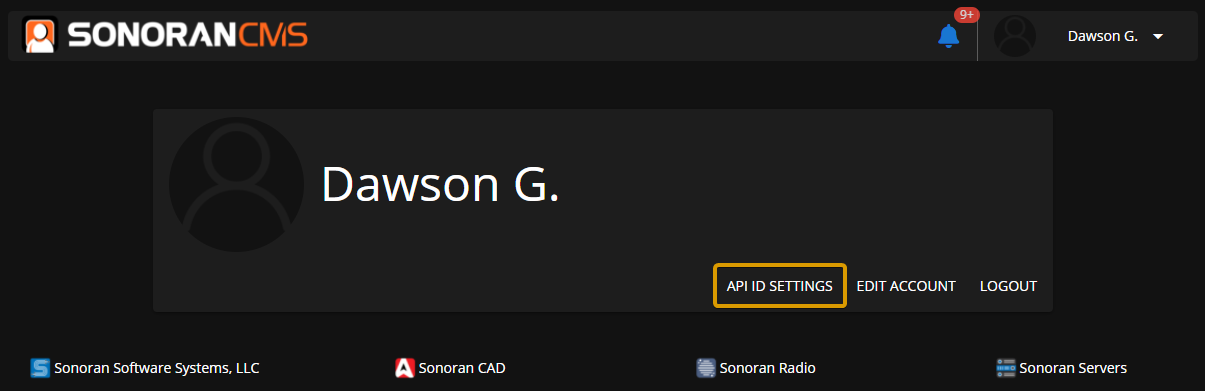 SONORANCMS
9+
Dawson G.
Dawson G.
API ID SETTINGS EDIT ACCOUNT LOGOUT
Sonoran Software Systems, LLC Sonoran CAD Sonoran Radio Sonoran Servers